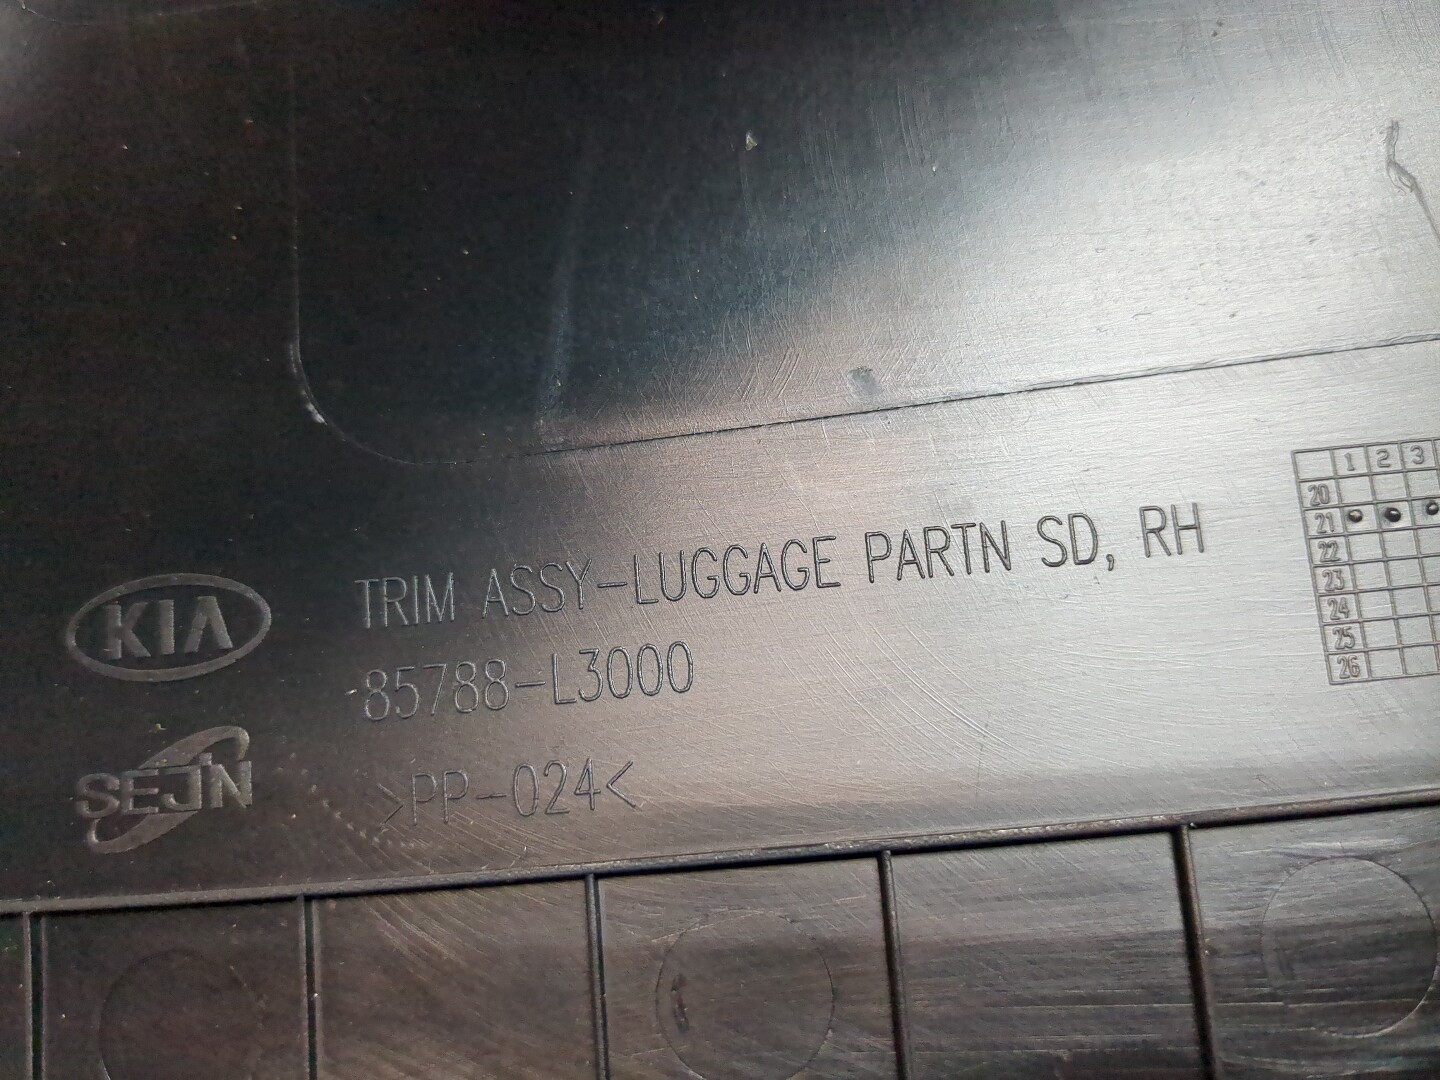 KIA
TRIM ASSY-LUGGAGE PARTN SD, RH
85788-L3000
SEJIN
>PP-024<
1 2 3
20
21
22
23
24
25
26